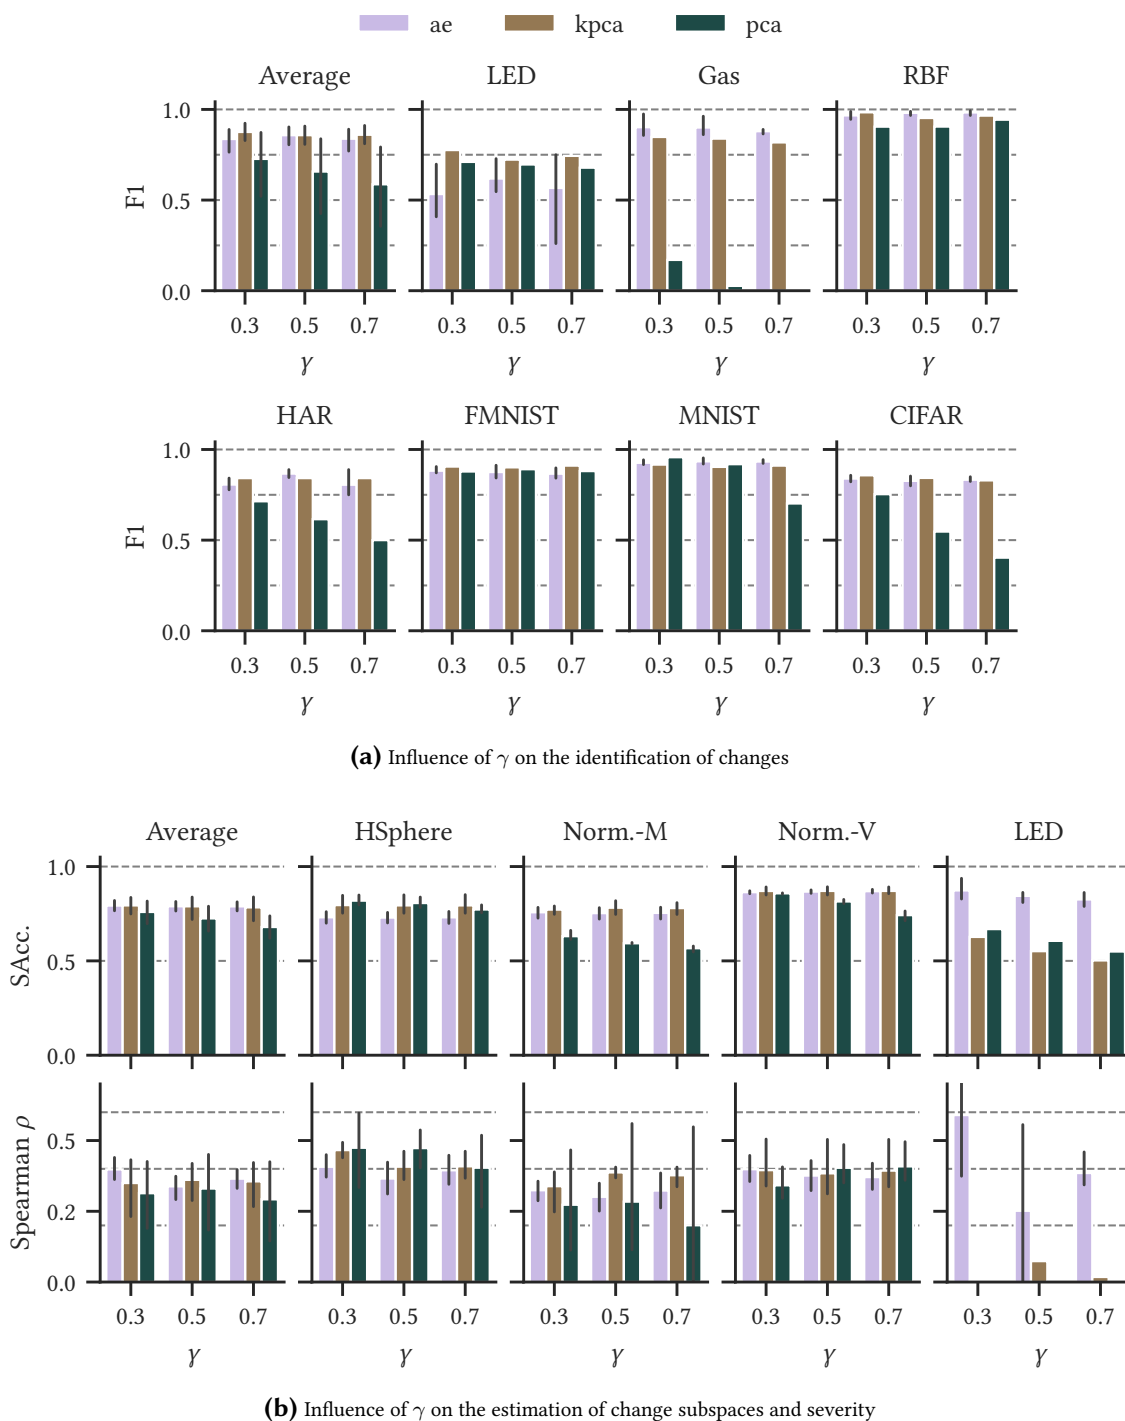 ae kpca pca
Average LED Gas RBF
1.0
F1
0.5
0.0
0.3 0.5 0.7 0.3 0.5 0.7 0.3 0.5 0.7 0.3 0.5 0.7
γ γ γ γ
HAR FMNIST MNIST CIFAR
1.0
F1
0.5
0.0
0.3 0.5 0.7 0.3 0.5 0.7 0.3 0.5 0.7 0.3 0.5 0.7
γ γ γ γ
(a) Influence of γ on the identification of changes
Average HSphere Norm.-M Norm.-V LED
1.0
SAcc.
0.5
0.0
Spearman ρ
0.5
0.2
0.0
0.3 0.5 0.7 0.3 0.5 0.7 0.3 0.5 0.7 0.3 0.5 0.7 0.3 0.5 0.7
γ γ γ γ γ
(b) Influence of γ on the estimation of change subspaces and severity